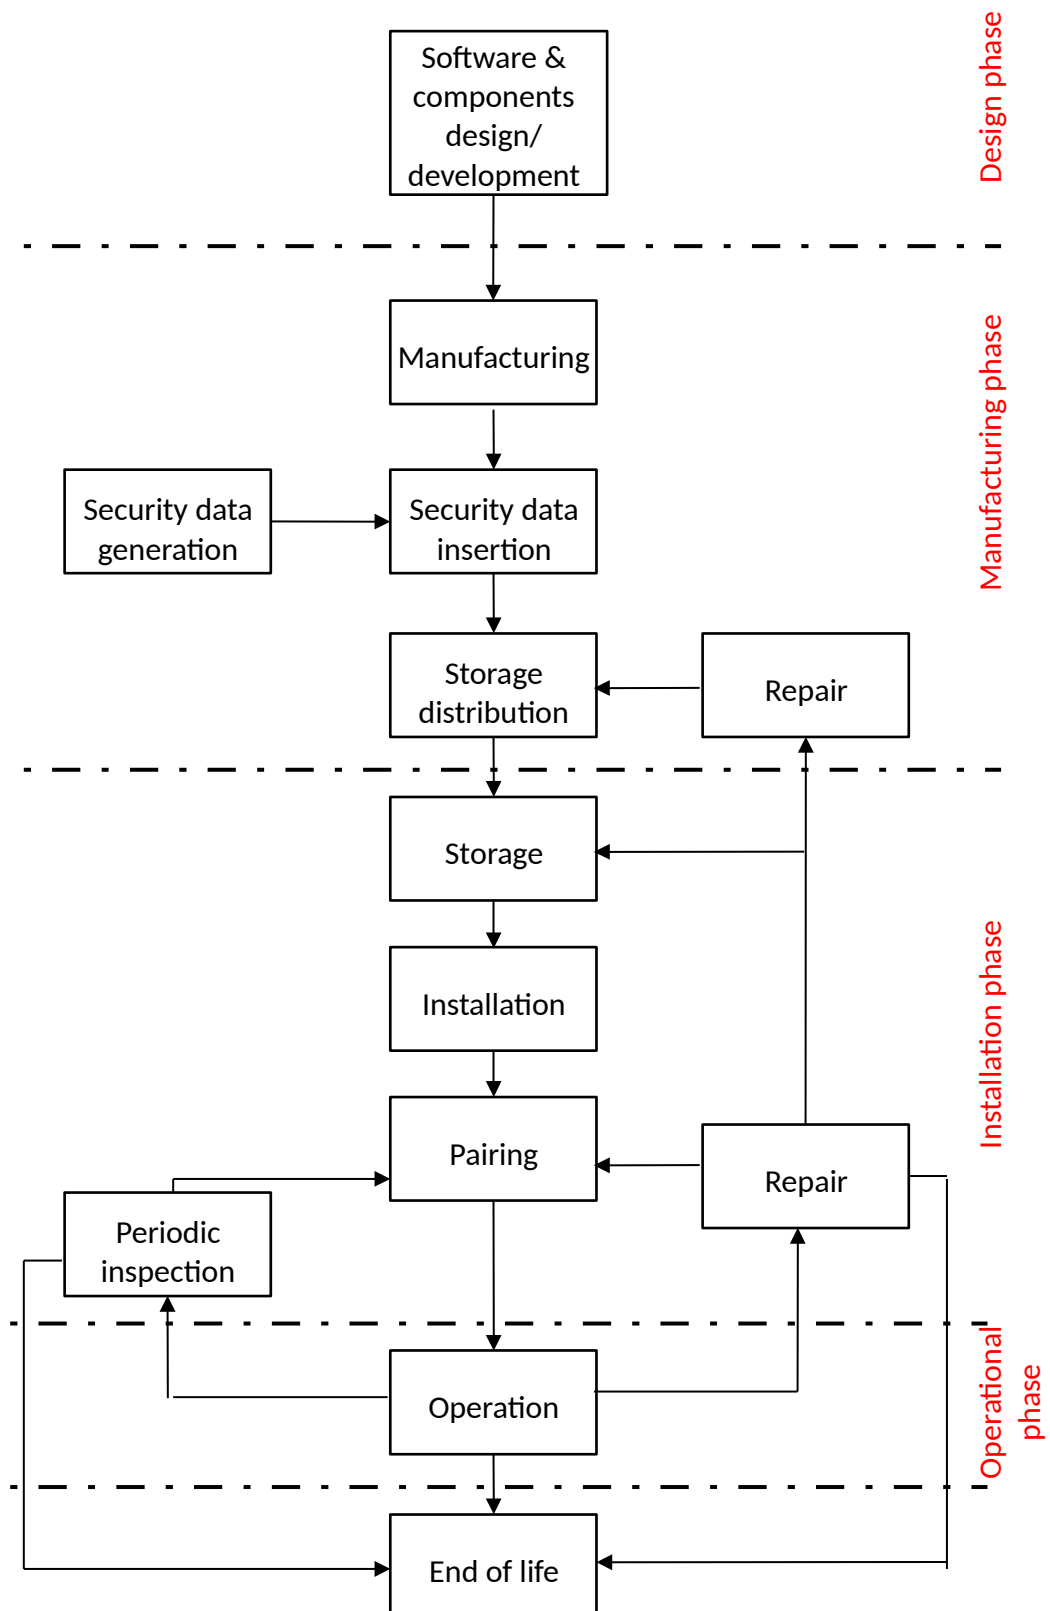 Software &
components
design/
development
Design phase
Manufacturing
Manufacturing phase
Security data
generation
Security data
insertion
Storage
distribution
Repair
Storage
Installation
Installation phase
Pairing
Repair
Periodic
inspection
Operation
Operational
phase
End of life